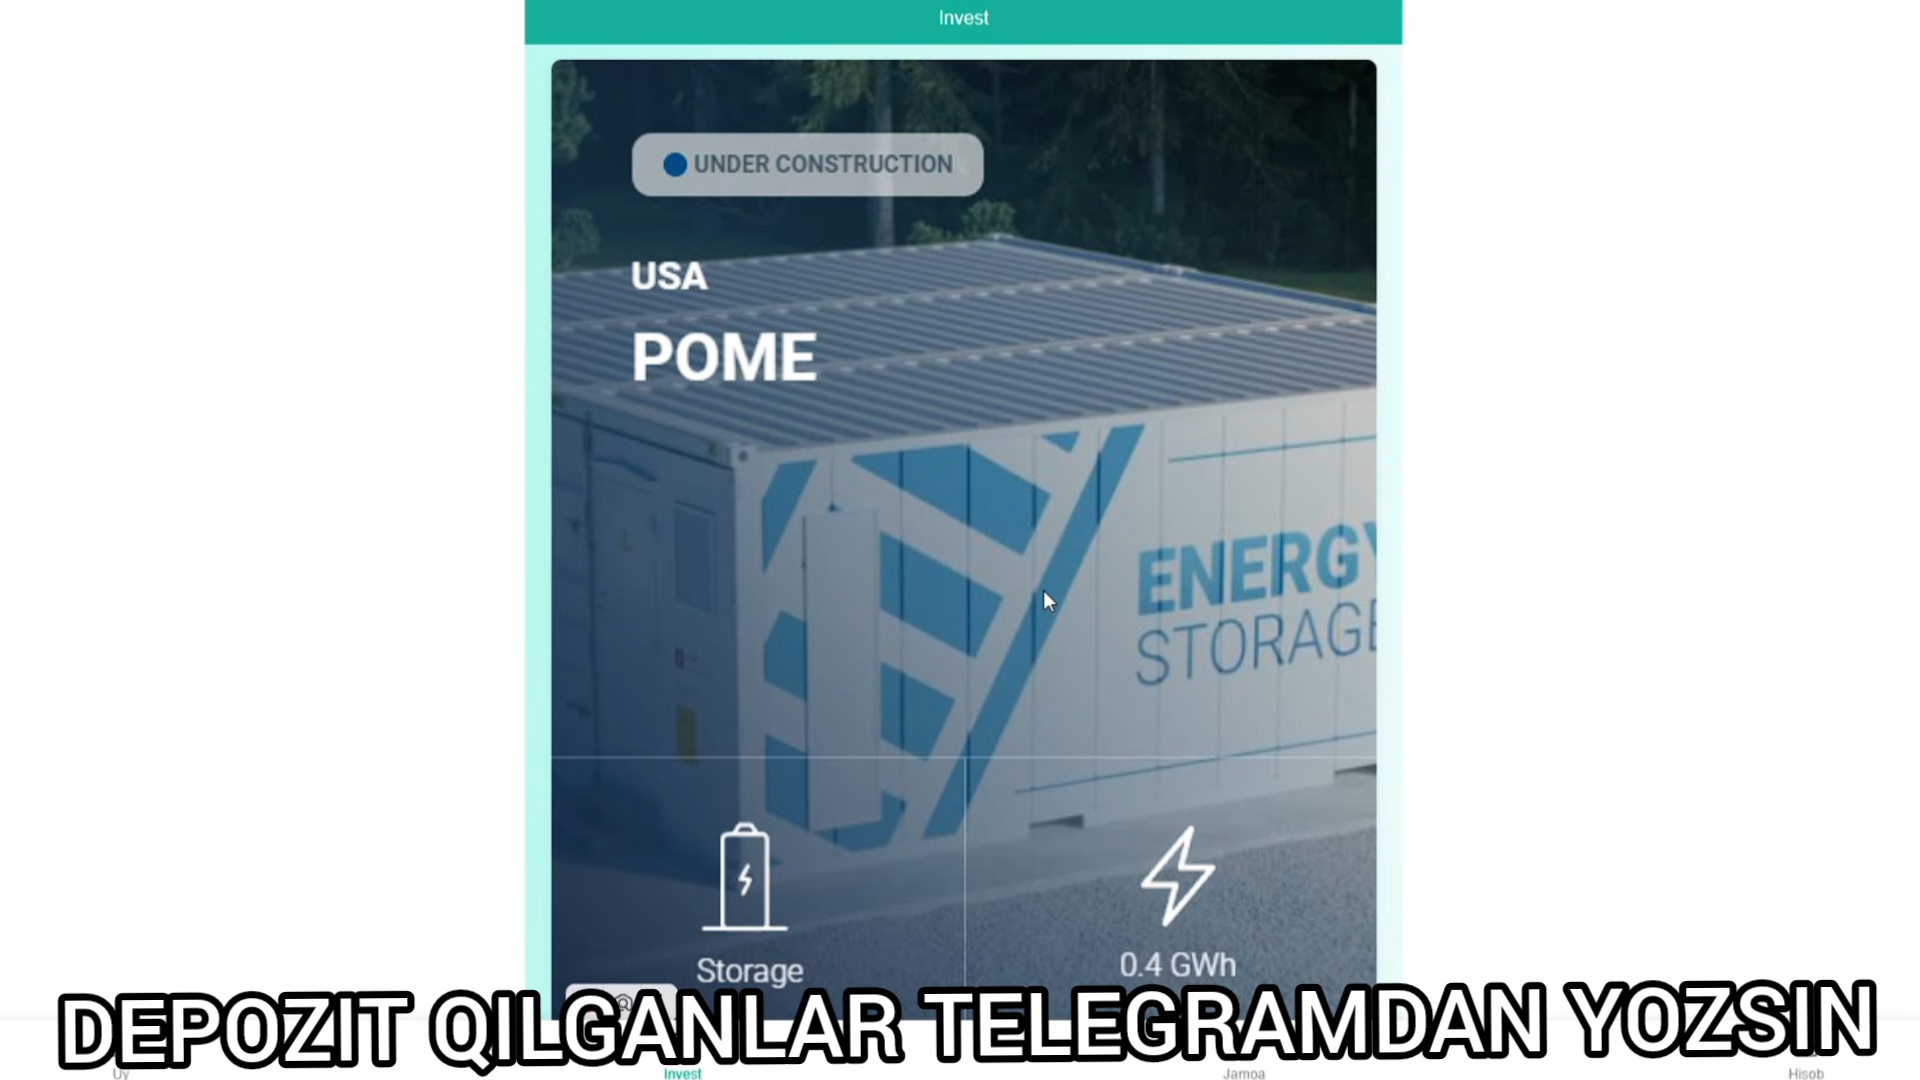 Invest
UNDER CONSTRUCTION
USA
POME
ENERGY
STORAGE
Storage
0.4 GWh
DEPOZIT QILGANLAR TELEGRAMDAN YOZSIN
Uy
Invest
Jamoa
Hisob